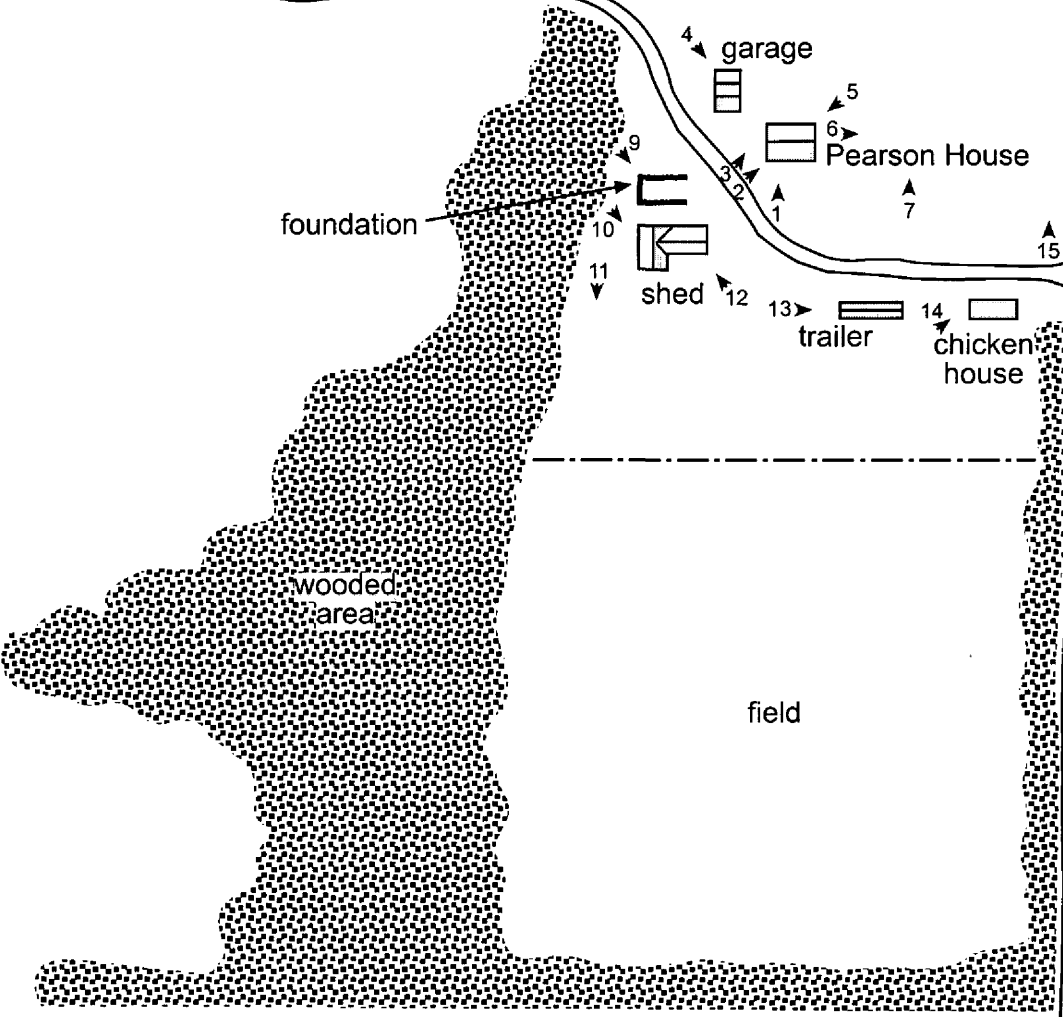 4
garage
5
6
Pearson House
9
3
2
1
7
foundation
10
15
11
shed
12
13
trailer
14
chicken
house
wooded
area
field